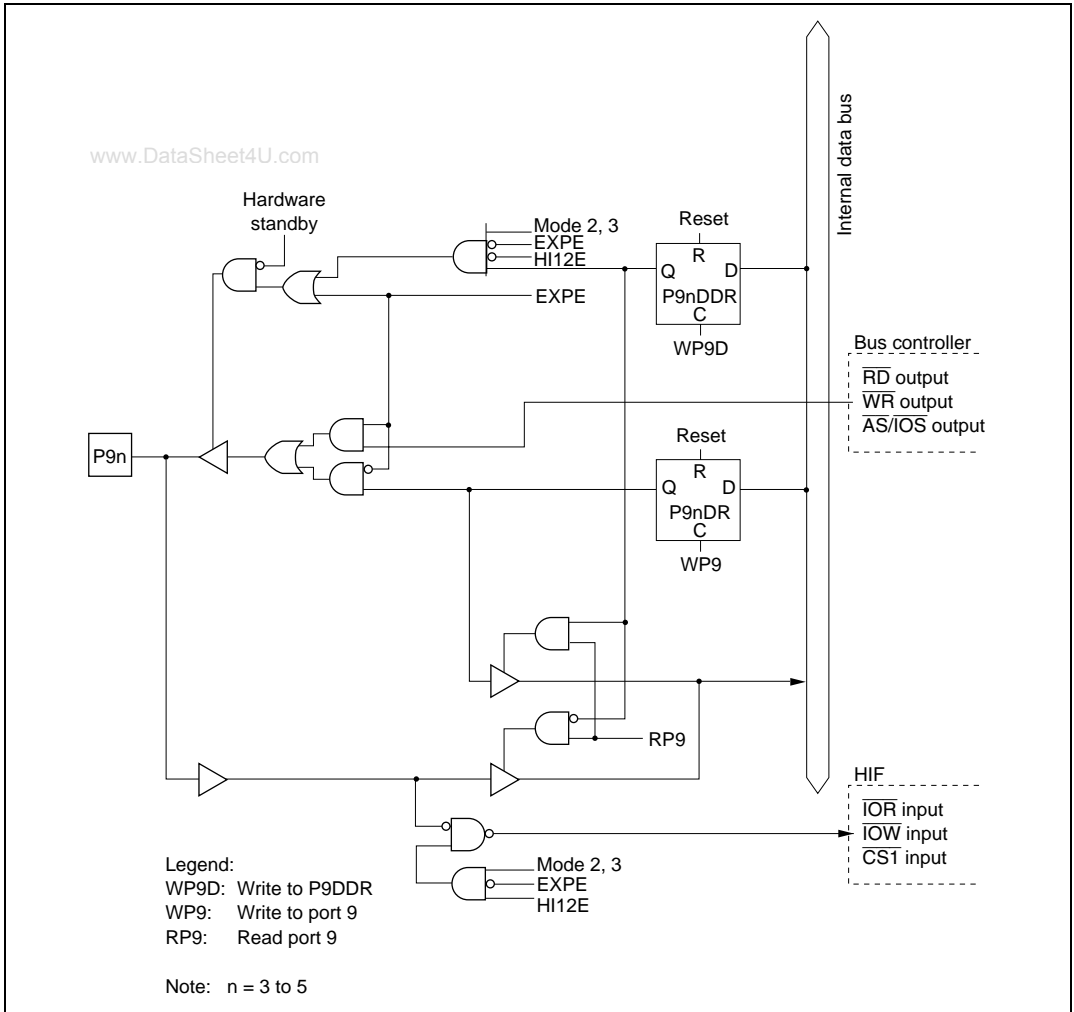 www.DataSheet4U.com
Hardware
standby
Mode 2, 3
EXPE
HI12E
EXPE
Reset
R
Q D
P9nDDR
C
WP9D
Internal data bus
Bus controller
RD output
WR output
AS/IOS output
P9n
Reset
R
Q D
P9nDR
C
WP9
RP9
HIF
IOR input
IOW input
CS1 input
Mode 2, 3
EXPE
HI12E
Legend:
WP9D: Write to P9DDR
WP9: Write to port 9
RP9: Read port 9
Note: n = 3 to 5